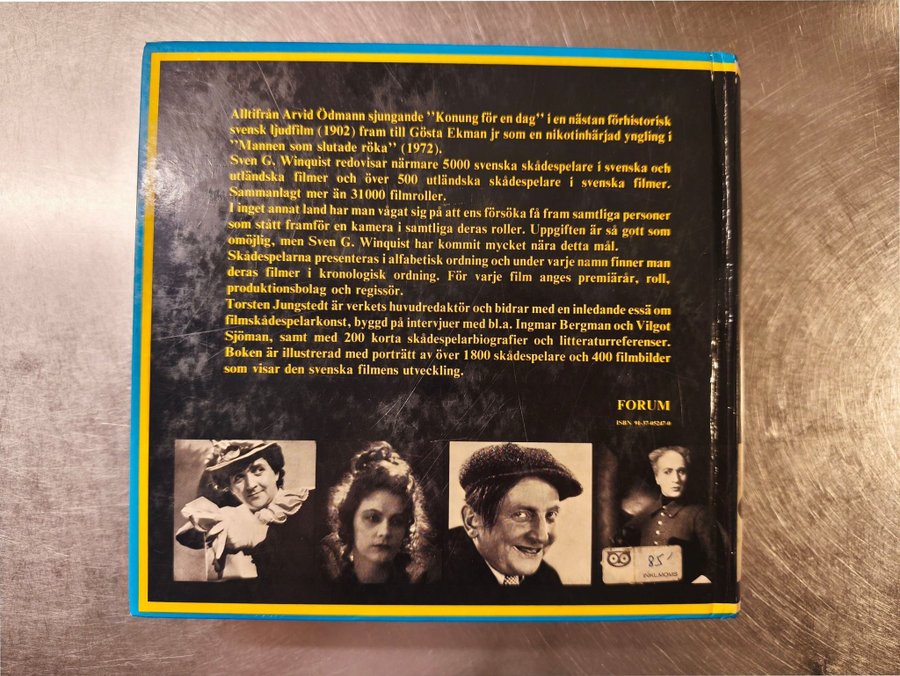 Alltifrån Arvid Ödmann sjungande ”Konung för en dag” i en nästan förhistorisk
svensk ljudfilm (1902) fram till Gösta Ekman jr som en nikotinhärjad yngling i
”Mannen som slutade röka” (1972).
Sven G. Winquist redovisar närmare 5000 svenska skådespelare i svenska och
utländska filmer och över 500 utländska skådespelare i svenska filmer.
Sammanlagt mer än 31000 filmroller.
I inget annat land har man vågat sig på att ens försöka få fram samtliga personer
som stått framför en kamera i samtliga deras roller. Uppgiften är så gott som
omöjlig, men Sven G. Winquist har kommit mycket nära detta mål.
Skådespelarna presenteras i alfabetisk ordning och under varje namn finner man
deras filmer i kronologisk ordning. För varje film anges premiärår, roll,
produktionsbolag och regissör.
Torsten Jungstedt är verkets huvudredaktör och bidrar med en inledande essä om
filmskådespelarkonst, byggd på intervjuer med bl.a. Ingmar Bergman och Vilgot
Sjöman, samt med 200 korta skådespelarbiografier och litteraturreferenser.
Boken är illustrerad med porträtt av över 1800 skådespelare och 400 filmbilder
som visar den svenska filmens utveckling.
FORUM
ISBN 91-37-05247-0
85'
INKL.MOMS